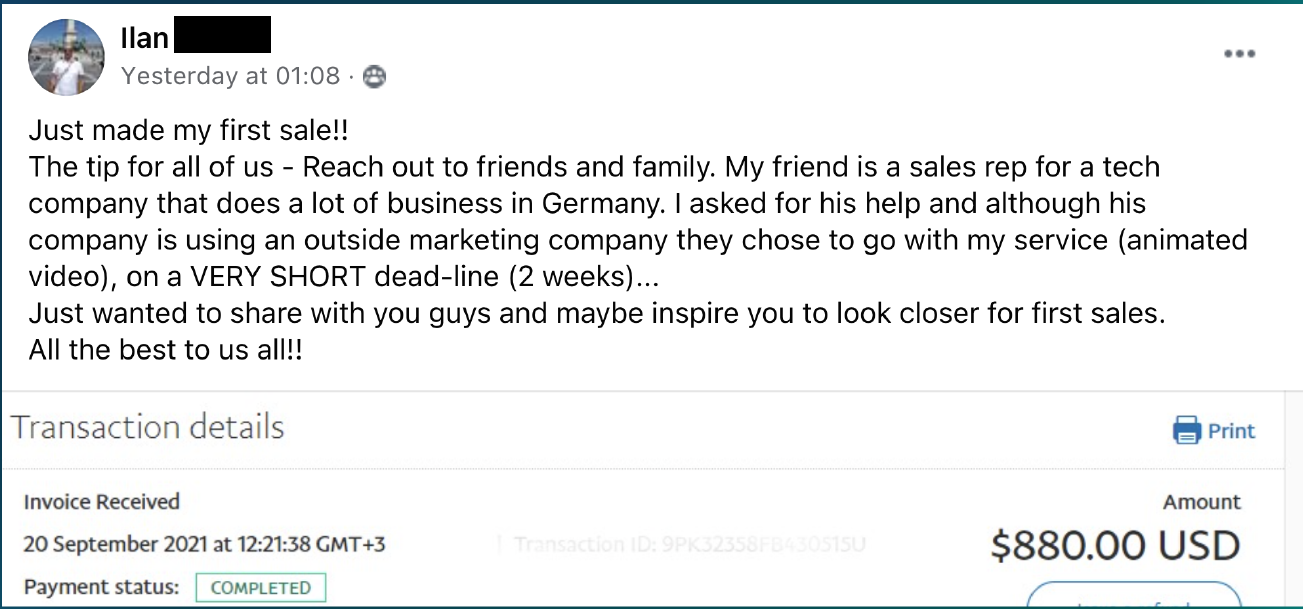 Ilan
Yesterday at 01:08 ·
Just made my first sale!!
The tip for all of us - Reach out to friends and family. My friend is a sales rep for a tech
company that does a lot of business in Germany. I asked for his help and although his
company is using an outside marketing company they chose to go with my service (animated
video), on a VERY SHORT dead-line (2 weeks)...
Just wanted to share with you guys and maybe inspire you to look closer for first sales.
All the best to us all!!
Transaction details
Print
Invoice Received
Amount
20 September 2021 at 12:21:38 GMT+3
Transaction ID:
$880.00 USD
Payment status:
COMPLETED